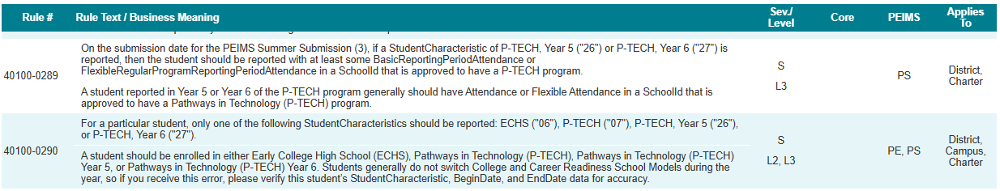 Rule # Rule Text / Business Meaning Sev./ Level Core PEIMS Applies To
40100-0289
On the submission date for the PEIMS Summer Submission (3), if a StudentCharacteristic of P-TECH, Year 5 ("26") or P-TECH, Year 6 ("27") is
reported, then the student should be reported with at least some BasicReportingPeriodAttendance or
FlexibleRegularProgramReportingPeriodAttendance in a SchoolId that is approved to have a P-TECH program.
A student reported in Year 5 or Year 6 of the P-TECH program generally should have Attendance or Flexible Attendance in a SchoolId that is
approved to have a Pathways in Technology (P-TECH) program.
S
L3
PS
District,
Charter
40100-0290
For a particular student, only one of the following StudentCharacteristics should be reported: ECHS ("06"), P-TECH ("07"), P-TECH, Year 5 ("26"),
or P-TECH, Year 6 ("27").
A student should be enrolled in either Early College High School (ECHS), Pathways in Technology (P-TECH), Pathways in Technology (P-TECH)
Year 5, or Pathways in Technology (P-TECH) Year 6. Students generally do not switch College and Career Readiness School Models during the
year, so if you receive this error, please verify this student's StudentCharacteristic, BeginDate, and EndDate data for accuracy.
S
L2, L3
PE, PS
District,
Campus,
Charter